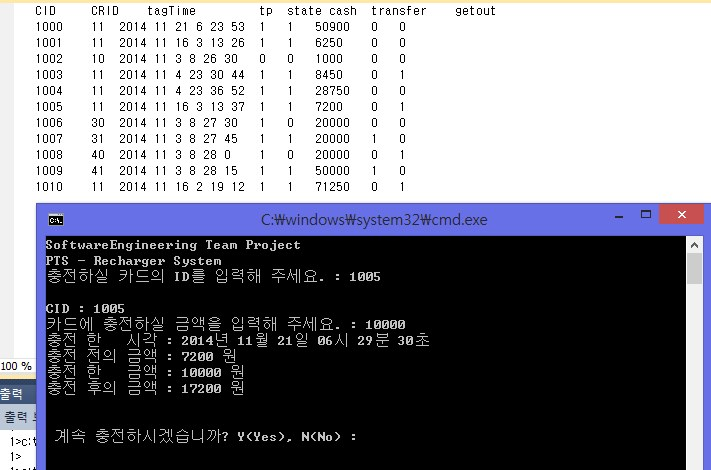 CID CRID tagTime tp state cash transfer getout
1000 11 2014 11 21 6 23 53 1 1 50900 0 0
1001 11 2014 11 16 3 13 26 1 1 6250 0 0
1002 10 2014 11 3 8 26 30 0 0 1000 0 0
1003 11 2014 11 4 23 30 44 1 1 8450 0 1
1004 11 2014 11 4 23 36 52 1 1 28750 0 0
1005 11 2014 11 16 3 13 37 1 1 7200 0 1
1006 30 2014 11 3 8 27 30 1 0 20000 0 0
1007 31 2014 11 3 8 27 45 1 1 20000 1 0
1008 40 2014 11 3 8 28 0 1 0 20000 0 1
1009 41 2014 11 3 8 28 15 1 1 50000 1 0
1010 11 2014 11 16 2 19 12 1 1 71250 0 1
C:₩windows₩system32₩cmd.exe
SoftwareEngineering Team Project
PTS - Recharger System
충전하실 카드의 ID를 입력해 주세요. : 1005
CID : 1005
카드에 충전하실 금액을 입력해 주세요. : 10000
충전 한 시각 : 2014년 11월 21일 06시 29분 30초
충전 전의 금액 : 7200 원
충전 한 금액 : 10000 원
충전 후의 금액 : 17200 원
계속 충전하시겠습니까? Y(Yes), N(No) :
100 %
출력
출력
1>c:
1>